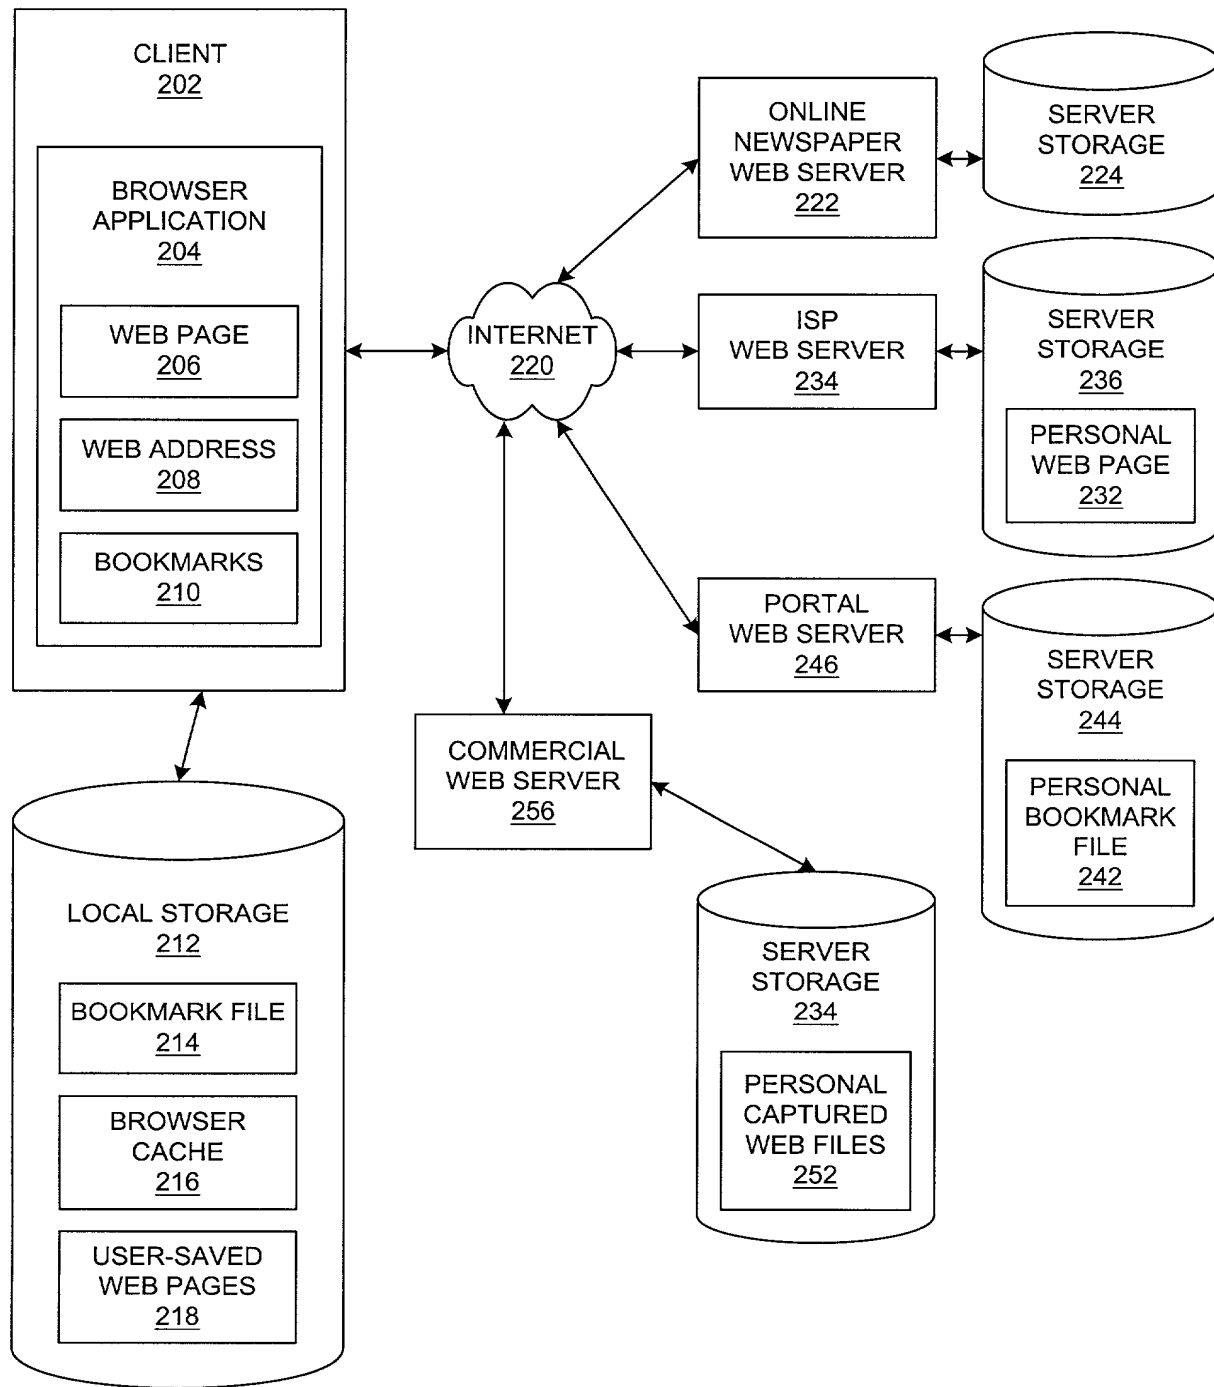 CLIENT
202
BROWSER
APPLICATION
204
WEB PAGE
206
WEB ADDRESS
208
BOOKMARKS
210
LOCAL STORAGE
212
BOOKMARK FILE
214
BROWSER
CACHE
216
USER-SAVED
WEB PAGES
218
INTERNET
220
ONLINE
NEWSPAPER
WEB SERVER
222
SERVER
STORAGE
224
ISP
WEB SERVER
234
SERVER
STORAGE
236
PERSONAL
WEB PAGE
232
PORTAL
WEB SERVER
246
SERVER
STORAGE
244
PERSONAL
BOOKMARK
FILE
242
COMMERCIAL
WEB SERVER
256
SERVER
STORAGE
234
PERSONAL
CAPTURED
WEB FILES
252